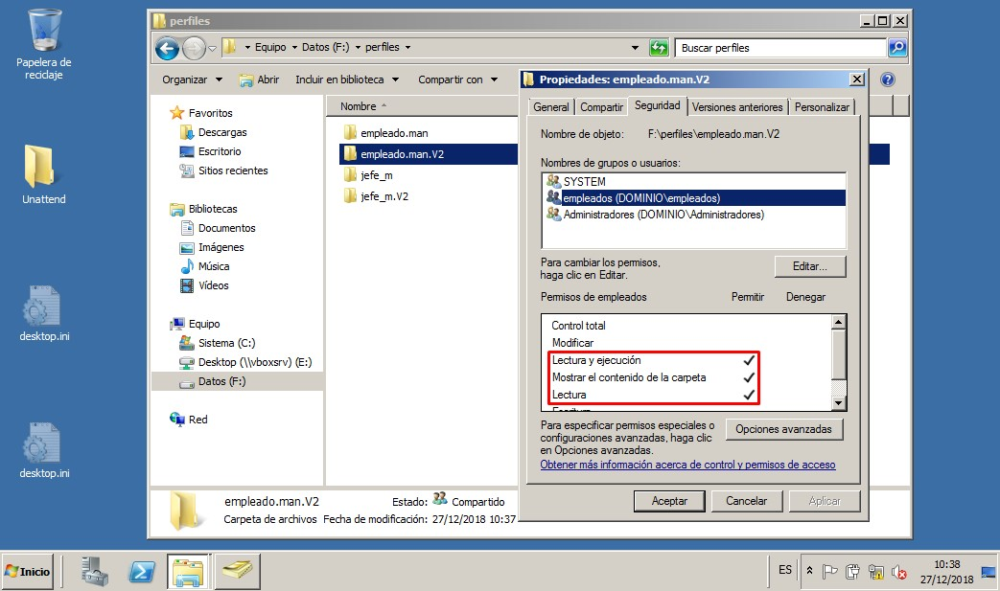 Papelera de
reciclaje
Unattend
desktop.ini
desktop.ini
perfiles
Equipo Datos (F:) perfiles
Buscar perfiles
Organizar Abrir Incluir en biblioteca Compartir con
Favoritos
Descargas
Escritorio
Sitios recientes
Bibliotecas
Documentos
Imágenes
Música
Vídeos
Equipo
Sistema (C:)
Desktop (\\vboxsrv) (E:)
Datos (F:)
Red
Nombre
empleado.man
empleado.man.V2
jefe_m
jefe_m.V2
empleado.man.V2 Estado: Compartido
Carpeta de archivos Fecha de modificación: 27/12/2018 10:37
Propiedades: empleado.man.V2
General Compartir Seguridad Versiones anteriores Personalizar
Nombre de objeto: F:\perfiles\empleado.man.V2
Nombres de grupos o usuarios:
SYSTEM
empleados (DOMINIO\empleados)
Administradores (DOMINIO\Administradores)
Para cambiar los permisos,
haga clic en Editar.
Editar...
Permisos de empleados Permitir Denegar
Control total
Modificar
Lectura y ejecución
Mostrar el contenido de la carpeta
Lectura
Escritura
Para especificar permisos especiales o
configuraciones avanzadas, haga clic
en Opciones avanzadas.
Opciones avanzadas
Obtener más información acerca de control y permisos de acceso
Aceptar Cancelar Aplicar
Inicio
ES
10:38
27/12/2018